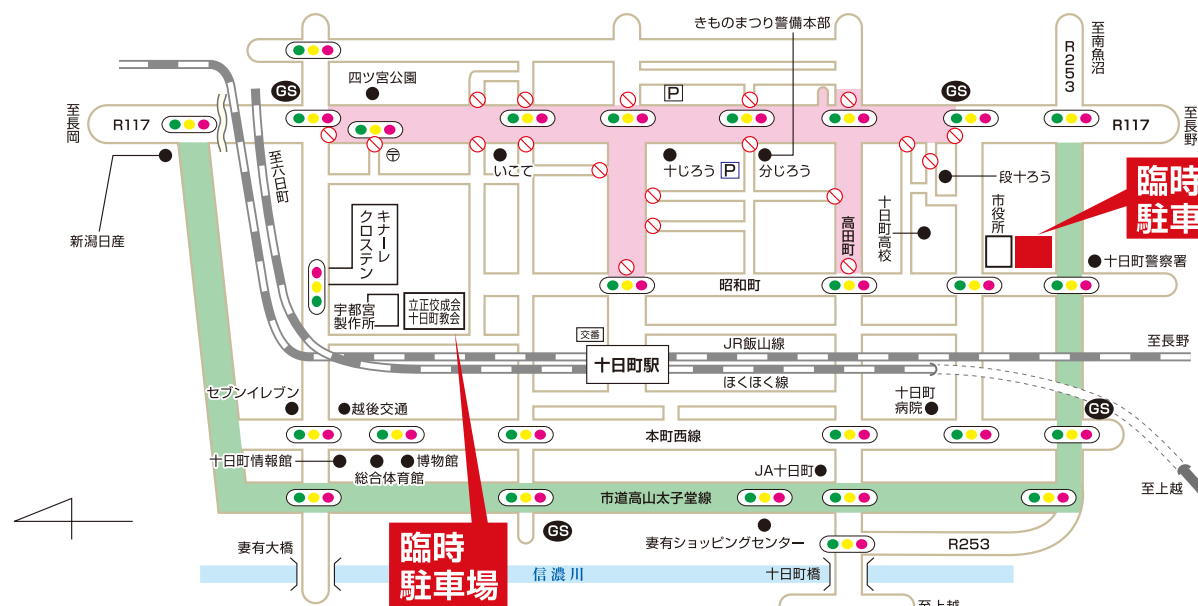 きものまつり警備本部
至南魚沼
R253
四ツ宮公園
GS
P
GS
至長岡
R117
R117
至長野
〒
いこて
十じろう
P
分じろう
段十ろう
至六日町
新潟日産
キナーレ
クロステン
高田町
十日町高校
市役所
臨時
駐車
十日町警察署
昭和町
宇都宮
製作所
立正佼成会
十日町教会
交番
十日町駅
JR飯山線
至長野
ほくほく線
セブンイレブン
越後交通
十日町
病院
GS
本町西線
十日町情報館
博物館
総合体育館
JA十日町
至上越
市道高山太子堂線
GS
臨時
駐車場
妻有大橋
妻有ショッピングセンター
R253
信濃川
十日町橋
至上越